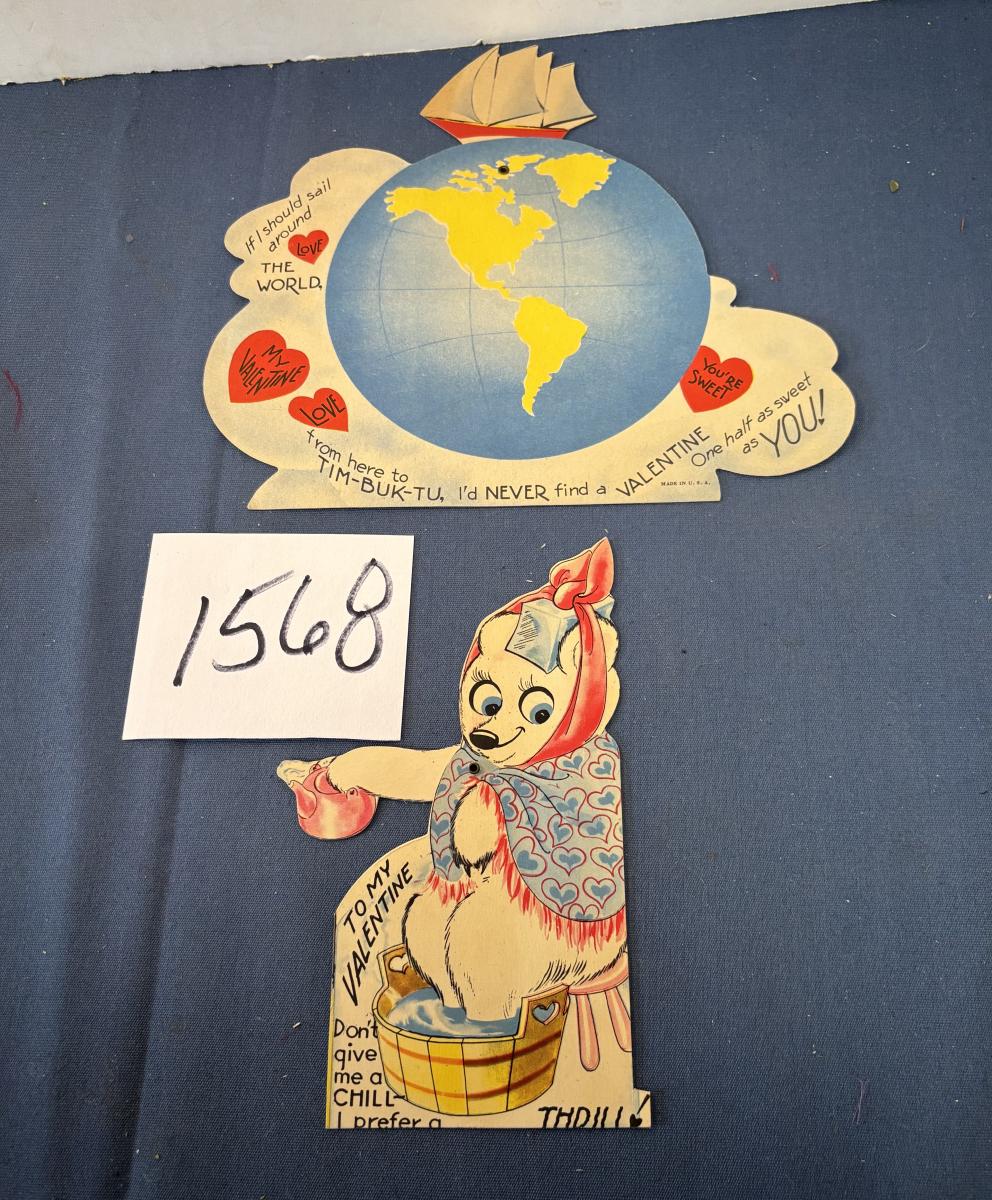 If I should sail
around
THE
WORLD,
LOVE
MY
VALENTINE
LOVE
from here to
TIM-BUK-TU, I'd NEVER find a VALENTINE
One half as sweet
as YOU!
YOU'RE
SWEET
MADE IN U. S. A.
1568
TO MY
VALENTINE
Don't
give
me a
CHILL-
I prefer a THRILL!